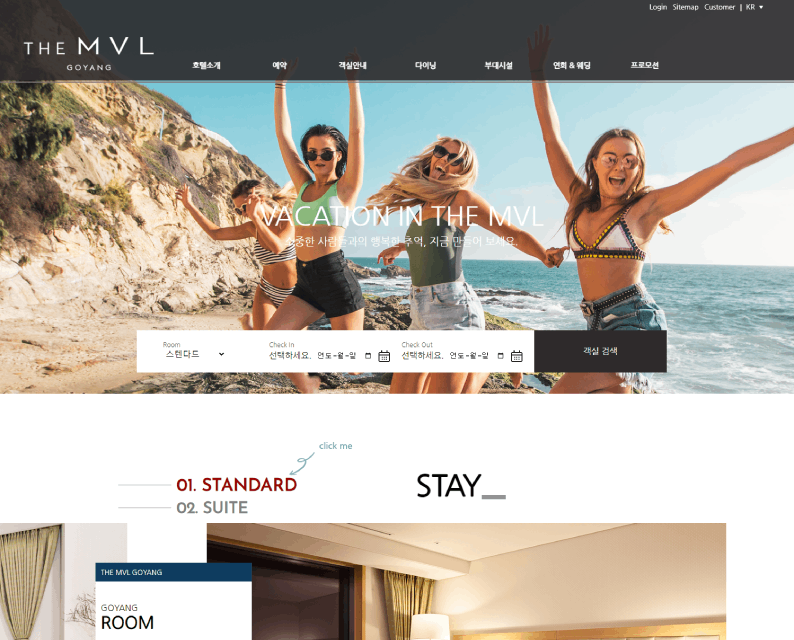 Login Sitemap Customer | KR
THE MVL
GOYANG
호텔소개 예약 객실안내 다이닝 부대시설 연회 & 웨딩 프로모션
VACATION IN THE MVL
소중한 사람들과의 행복한 추억, 지금 만들어 보세요.
Room Check In Check Out
스텐다드 선택하세요. 연도-월-일 선택하세요. 연도-월-일
객실 검색
click me
01. STANDARD
STAY_
02. SUITE
THE MVL GOYANG
GOYANG
ROOM